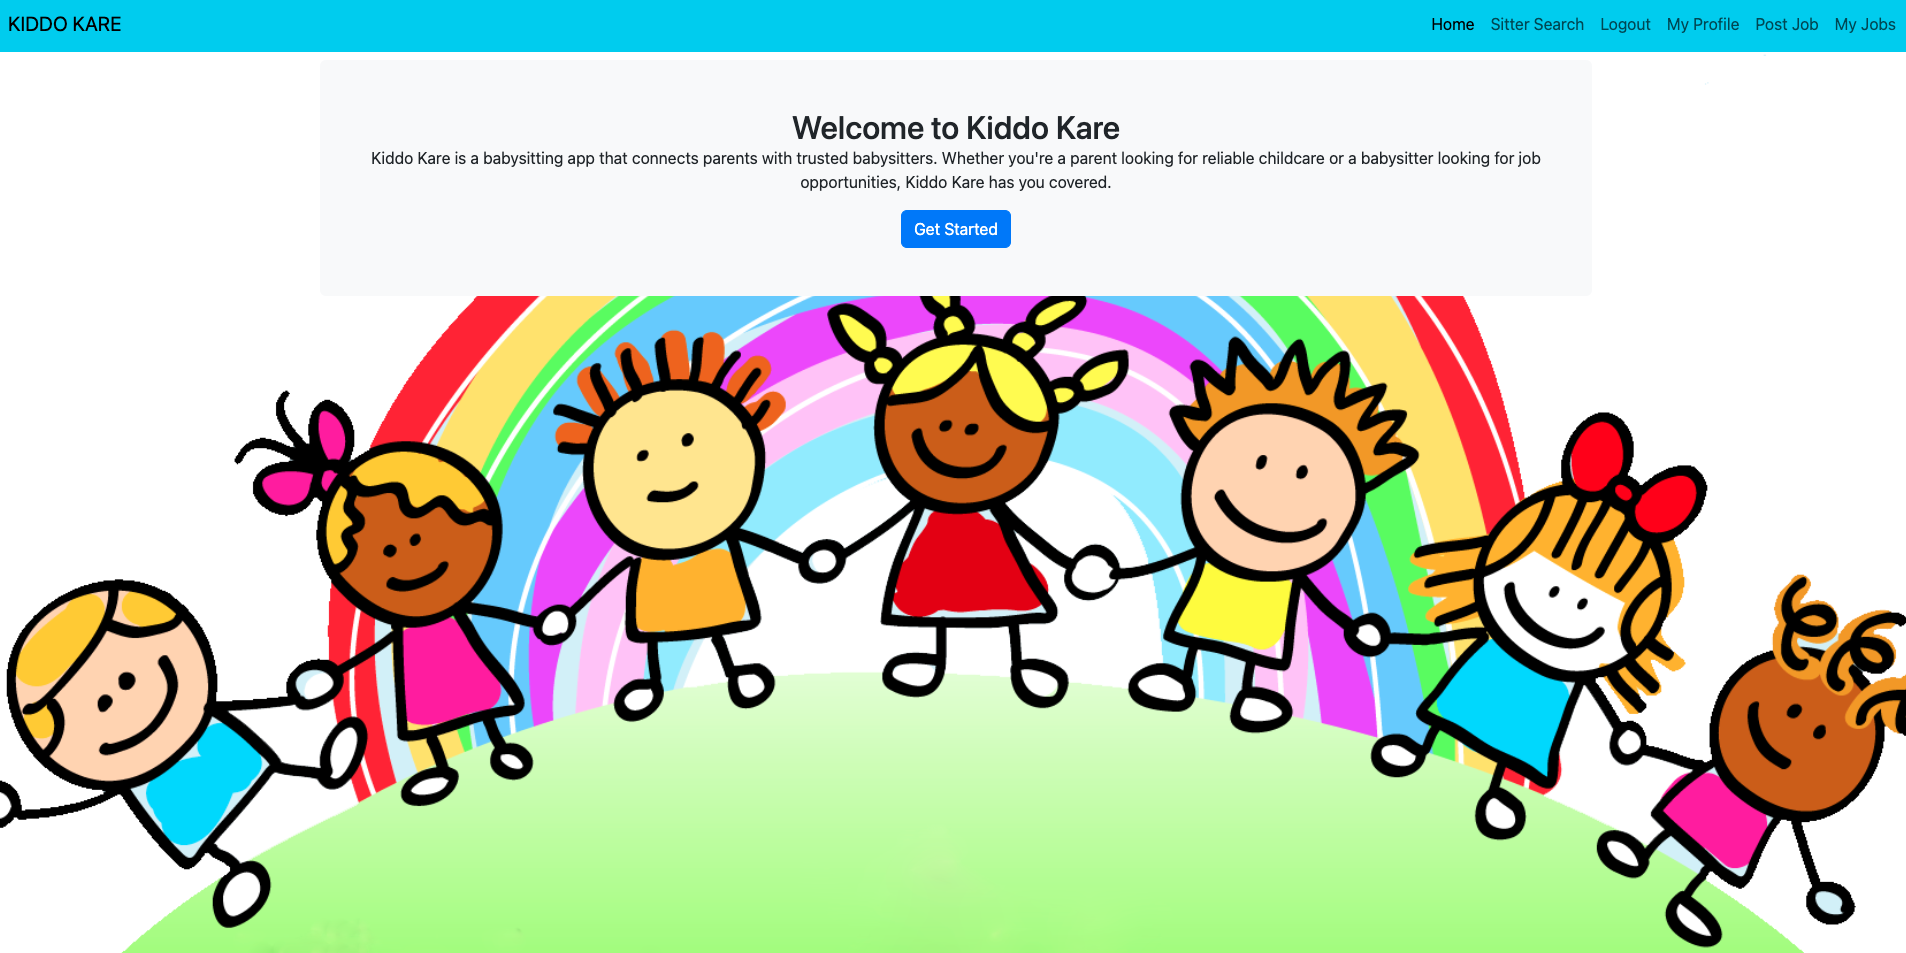 KIDDO KARE
Home Sitter Search Logout My Profile Post Job My Jobs
Welcome to Kiddo Kare
Kiddo Kare is a babysitting app that connects parents with trusted babysitters. Whether you're a parent looking for reliable childcare or a babysitter looking for job
opportunities, Kiddo Kare has you covered.
Get Started